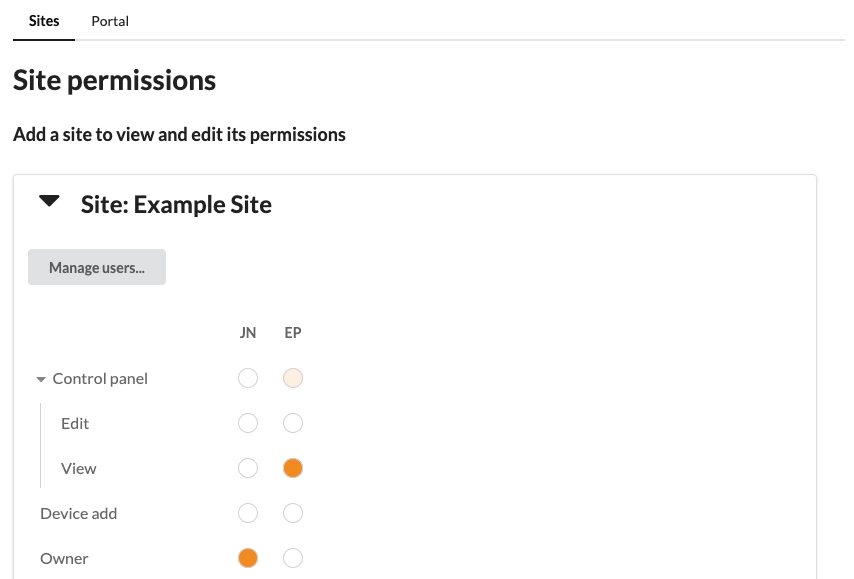 Sites Portal
Site permissions
Add a site to view and edit its permissions
Site: Example Site
Manage users...
JN EP
Control panel
Edit
View
Device add
Owner